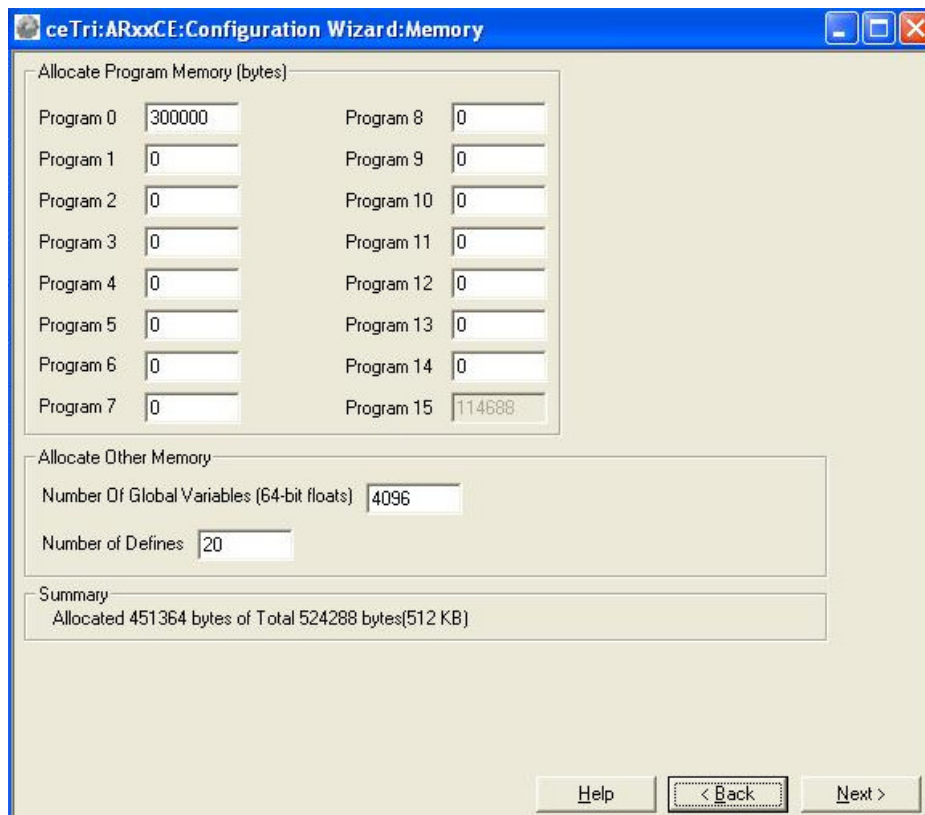 ceTri:ARxxCE:Configuration Wizard:Memory
Allocate Program Memory (bytes)
Program 0 300000 Program 8 0
Program 1 0 Program 9 0
Program 2 0 Program 10 0
Program 3 0 Program 11 0
Program 4 0 Program 12 0
Program 5 0 Program 13 0
Program 6 0 Program 14 0
Program 7 0 Program 15 114688
Allocate Other Memory
Number Of Global Variables (64-bit floats) 4096
Number of Defines 20
Summary
Allocated 451364 bytes of Total 524288 bytes(512 KB)
Help < Back Next >